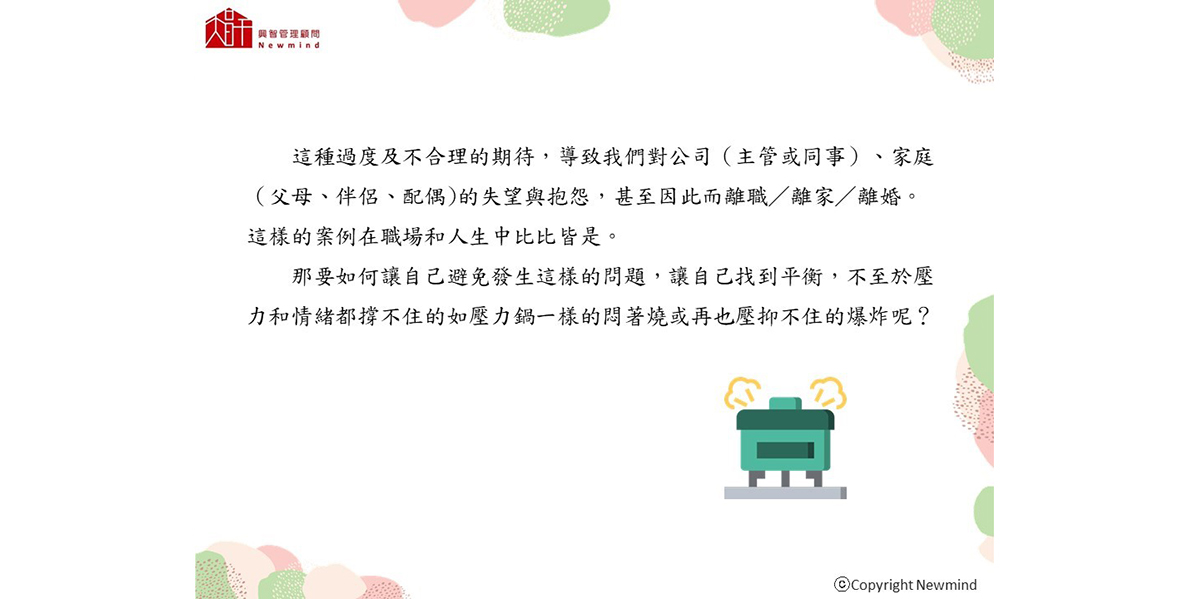 興智管理顧問
Newmind
這種過度及不合理的期待，導致我們對公司（主管或同事）、家庭
（父母、伴侶、配偶)的失望與抱怨，甚至因此而離職╱離家╱離婚。
這樣的案例在職場和人生中比比皆是。
那要如何讓自己避免發生這樣的問題，讓自己找到平衡，不至於壓
力和情緒都撐不住的如壓力鍋一樣的悶著燒或再也壓抑不住的爆炸呢？
ⓒCopyright Newmind